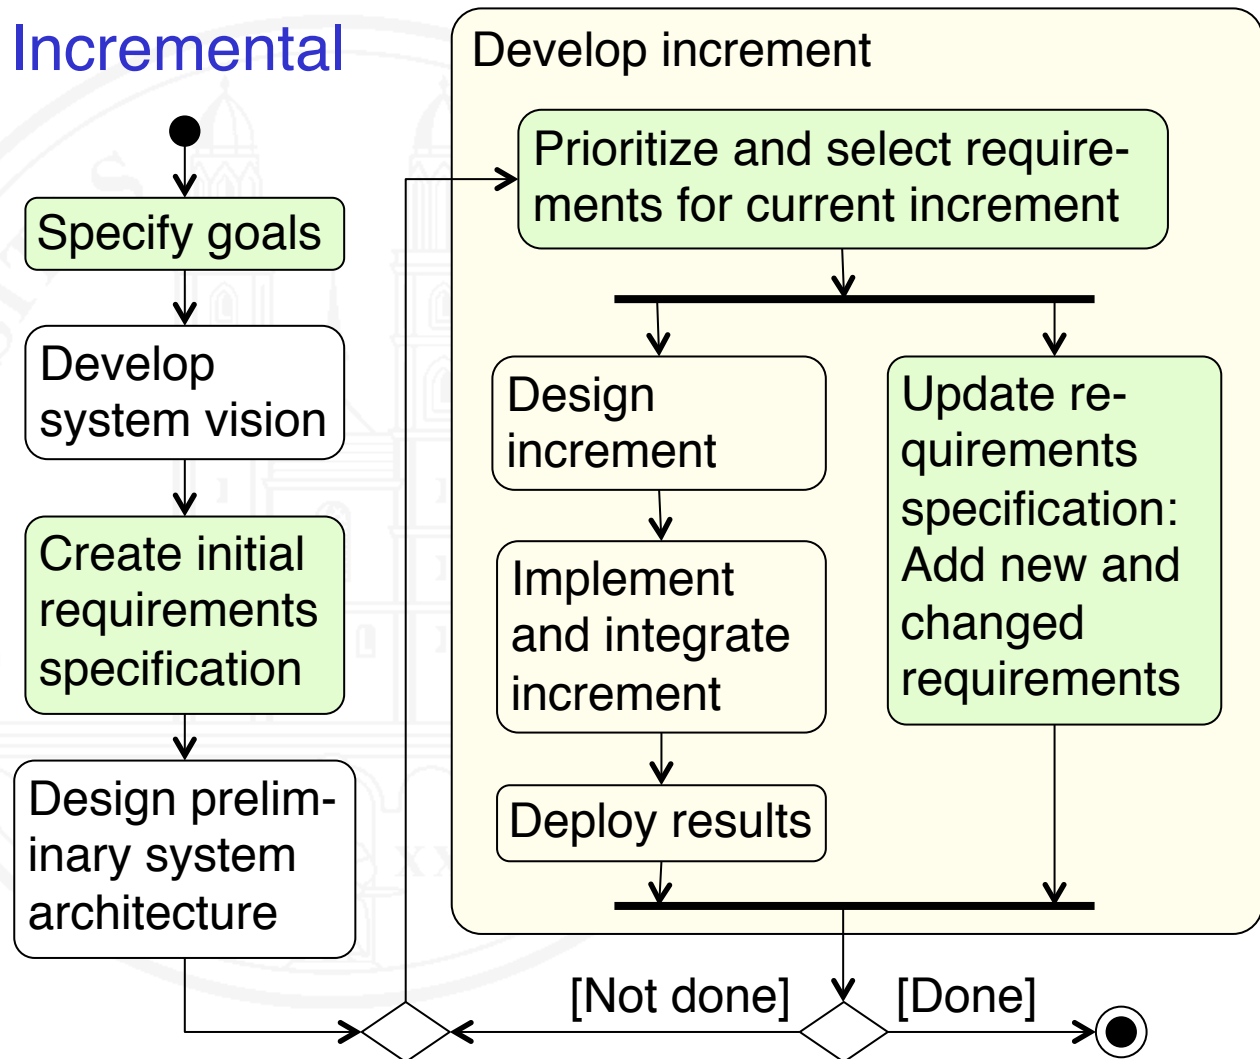 Incremental
Specify goals
Develop
system vision
Create initial
requirements
specification
Design prelim-
inary system
architecture
Develop increment
Prioritize and select require-
ments for current increment
Design
increment
Implement
and integrate
increment
Deploy results
Update re-
quirements
specification:
Add new and
changed
requirements
[Not done]
[Done]